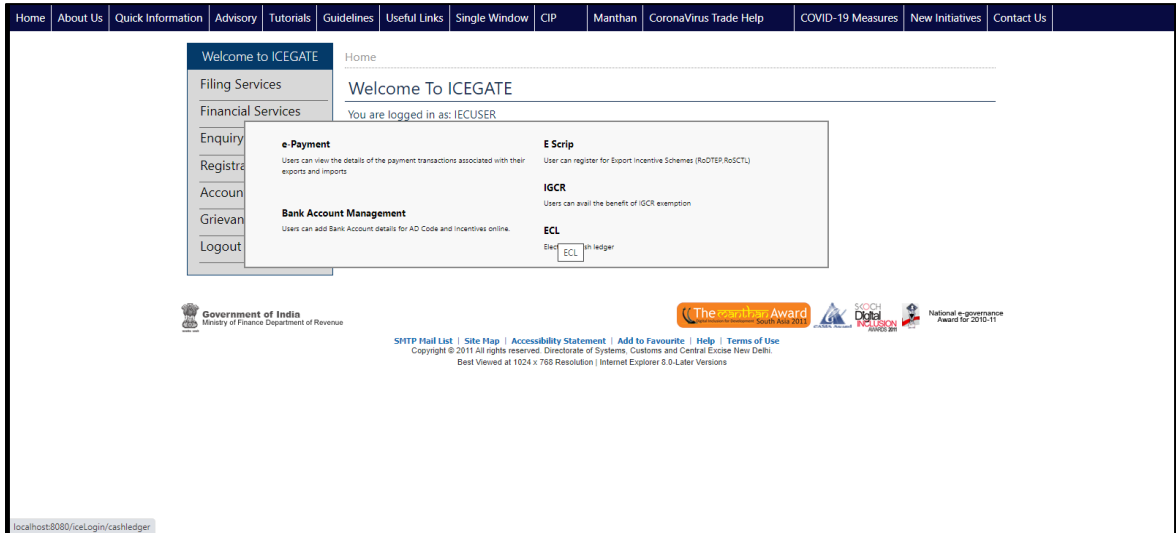 Home About Us Quick Information Advisory Tutorials Guidelines Useful Links Single Window CIP Manthan CoronaVirus Trade Help COVID-19 Measures New Initiatives Contact Us
Welcome to ICEGATE
Filing Services
Financial Services
Enquiry
Registra
Accoun
Grievan
Logout
Home
Welcome To ICEGATE
You are logged in as: IECUSER
e-Payment
Users can view the details of the payment transactions associated with their
exports and imports
Bank Account Management
Users can add Bank Account details for AD Code and Incentives online.
E Scrip
User can register for Export Incentive Schemes (RoDTEP,RoSCTL)
IGCR
Users can avail the benefit of IGCR exemption
ECL
Elect sh ledger
ECL
Government of India
Ministry of Finance Department of Revenue
The manthan Award
South Asia 2011
SKOCH
Digital
INCLUSION
AWARDS 2011
National e-governance
Award for 2010-11
SMTP Mail List | Site Map | Accessibility Statement | Add to Favourite | Help | Terms of Use
Copyright © 2011 All rights reserved. Directorate of Systems, Customs and Central Excise New Delhi.
Best Viewed at 1024 x 768 Resolution | Internet Explorer 8.0-Later Versions
localhost:8080/iceLogin/cashledger